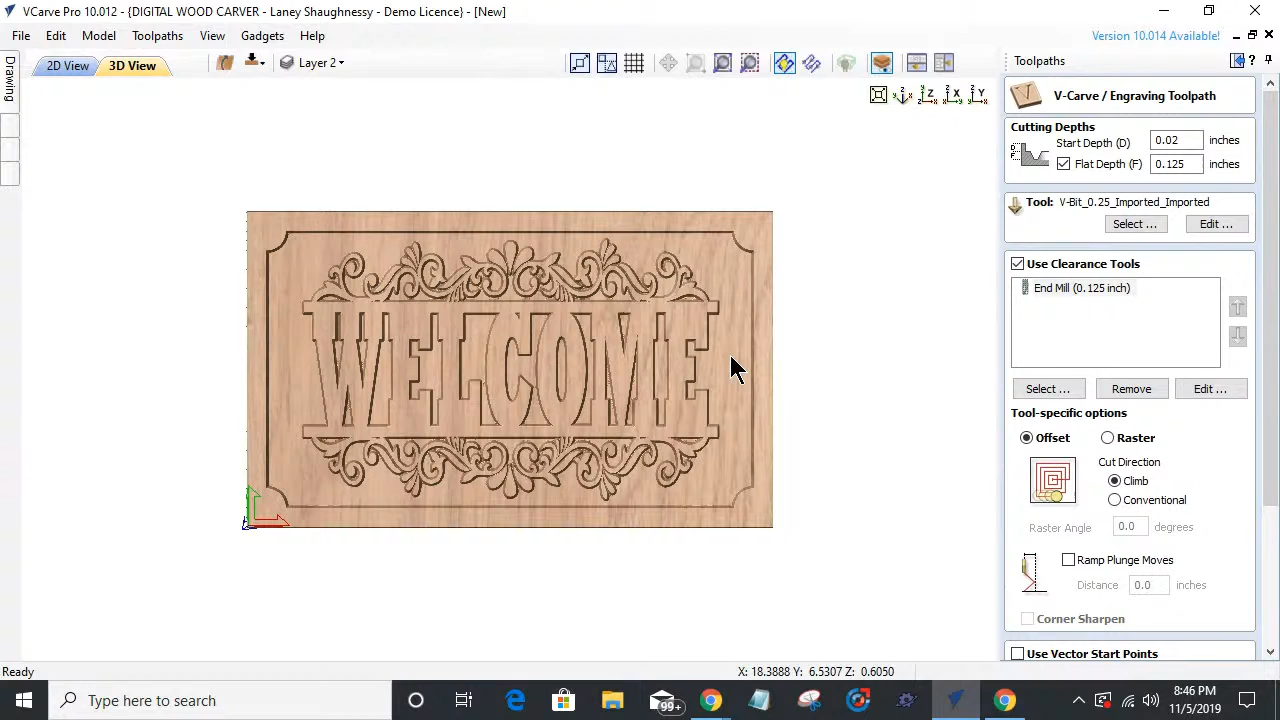 VCarve Pro 10.012 - {DIGITAL WOOD CARVER - Laney Shaughnessy - Demo Licence} - [New]
File Edit Model Toolpaths View Gadgets Help Version 10.014 Available!
2D View 3D View Layer 2 Toolpaths ?
Drawing
Z X Y
V-Carve / Engraving Toolpath
Cutting Depths
Start Depth (D) 0.02 inches
Flat Depth (F) 0.125 inches
Tool: V-Bit_0.25_Imported_Imported
Select ... Edit ...
Use Clearance Tools
End Mill (0.125 inch)
WELCOME
Select ... Remove Edit ...
Tool-specific options
Offset Raster
Cut Direction
Climb
Conventional
Raster Angle 0.0 degrees
Ramp Plunge Moves
Distance 0.0 inches
Corner Sharpen
Use Vector Start Points
Ready X: 18.3888 Y: 6.5307 Z: 0.6050
Type here to search 99+ 8:46 PM
11/5/2019